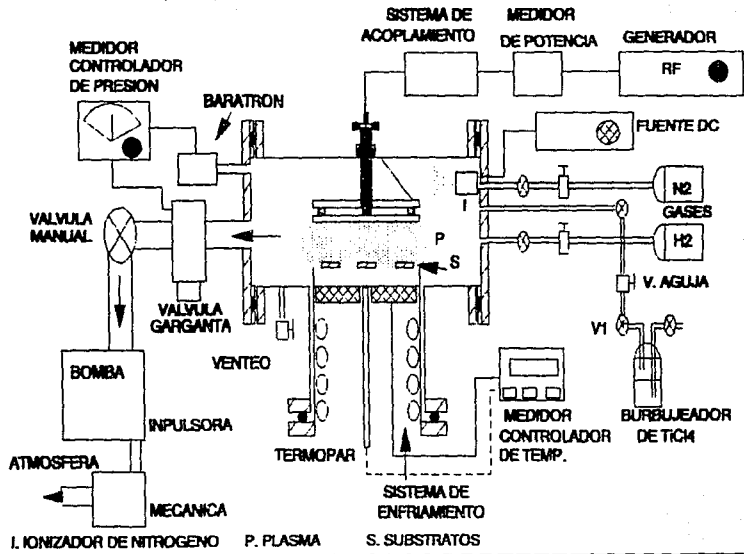 SISTEMA DE
ACOPLAMIENTO
MEDIDOR
DE POTENCIA
GENERADOR
RF
MEDIDOR
CONTROLADOR
DE PRESION
BARATRON
FUENTE DC
N2
GASES
H2
I
P
S
VALVULA
MANUAL
VALVULA
GARGANTA
V. AGUJA
V1
VENTEO
BOMBA
INPULSORA
BURBUJEADOR
DE TiCl4
MEDIDOR
CONTROLADOR
DE TEMP.
TERMOPAR
ATMOSFERA
MECANICA
SISTEMA DE
ENFRIAMIENTO
I. IONIZADOR DE NITROGENO P. PLASMA S. SUBSTRATOS